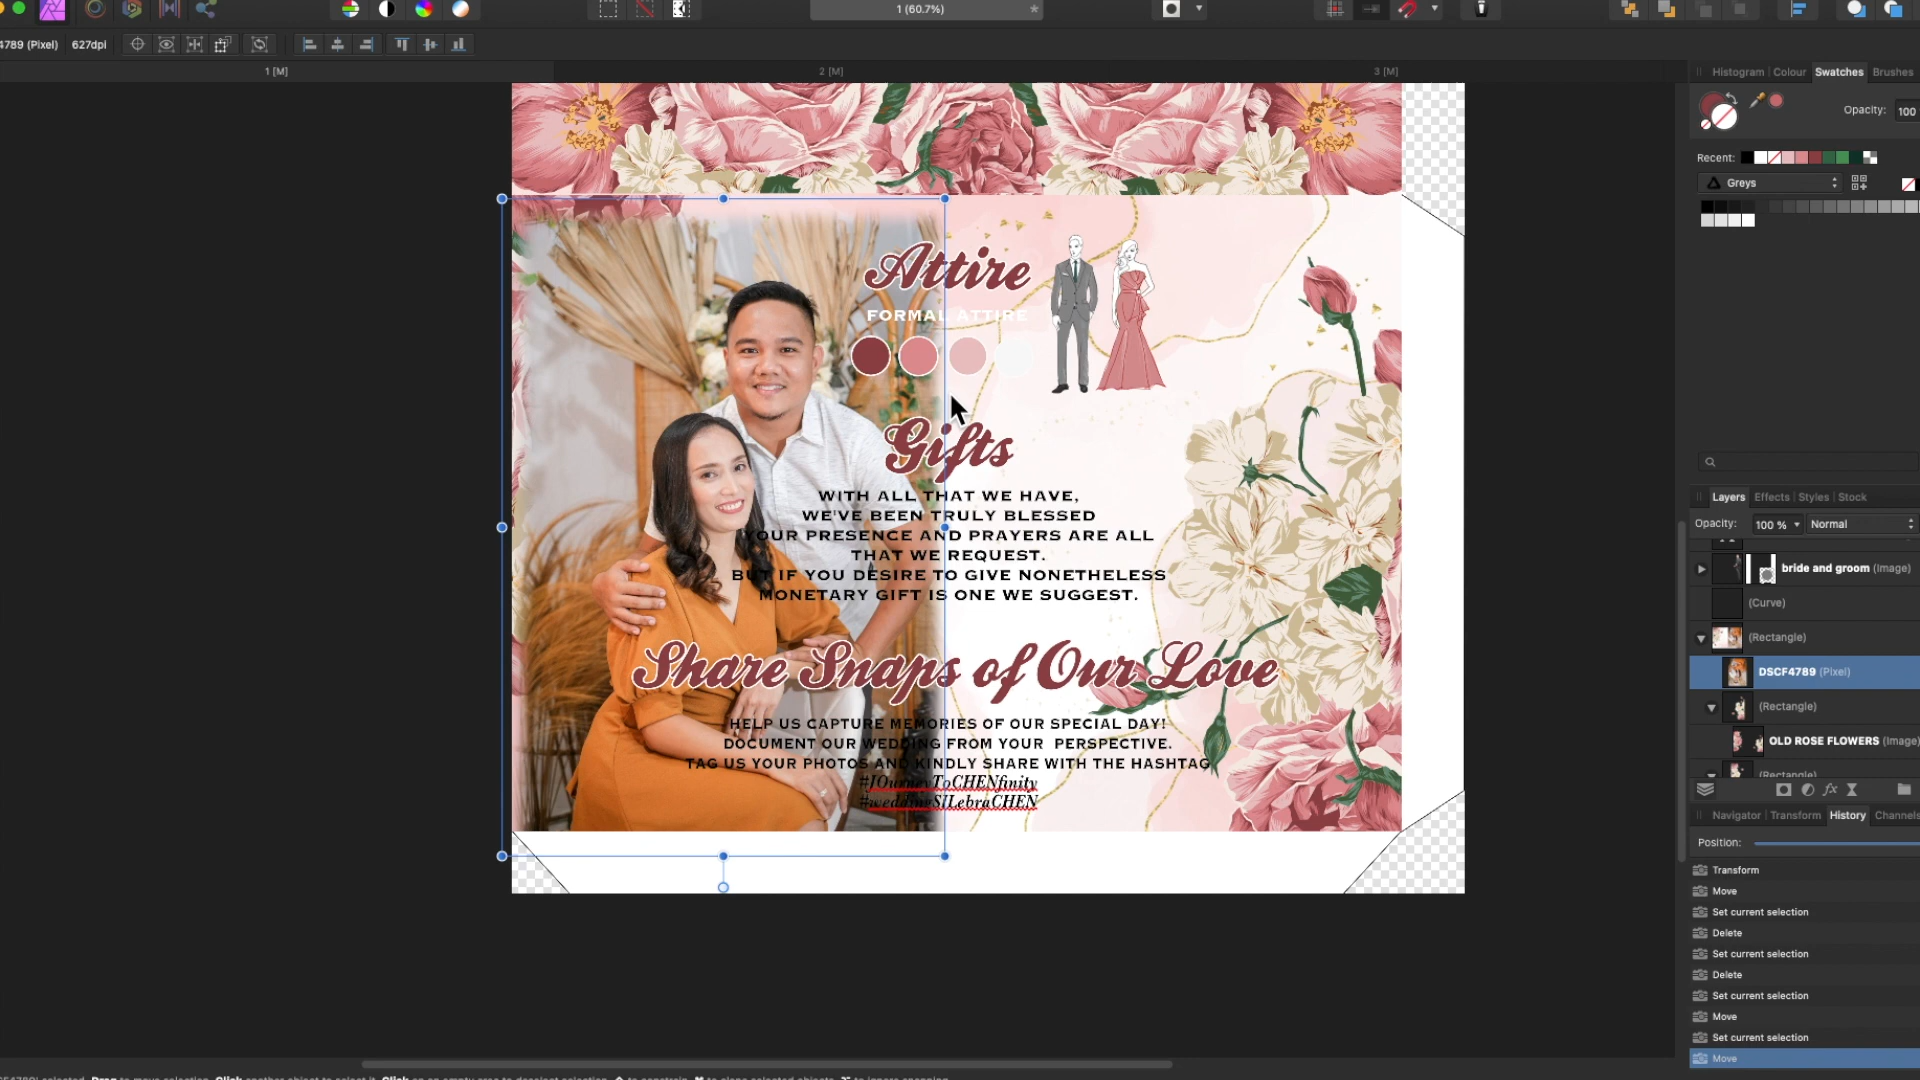 1 (60.7%)
4789 (Pixel) 627dpi
1 [M] 2 [M] 3 [M]
Histogram Colour Swatches Brushes
Opacity: 100
Recent:
Greys
Attire
FORMAL ATTIRE
Gifts
WITH ALL THAT WE HAVE,
WE'VE BEEN TRULY BLESSED
YOUR PRESENCE AND PRAYERS ARE ALL
THAT WE REQUEST.
BUT IF YOU DESIRE TO GIVE NONETHELESS
MONETARY GIFT IS ONE WE SUGGEST.
Share Snaps of Our Love
HELP US CAPTURE MEMORIES OF OUR SPECIAL DAY!
DOCUMENT OUR WEDDING FROM YOUR PERSPECTIVE.
TAG US YOUR PHOTOS AND KINDLY SHARE WITH THE HASHTAG
#JOurneyToCHENfinity
#weddingSiLebraCHEN
Layers Effects Styles Stock
Opacity: 100 % Normal
bride and groom (Image)
(Curve)
(Rectangle)
DSCF4789 (Pixel)
(Rectangle)
OLD ROSE FLOWERS (Image)
(Rectangle)
Navigator Transform History Channels
Position:
Transform
Move
Set current selection
Delete
Set current selection
Delete
Set current selection
Move
Set current selection
Move